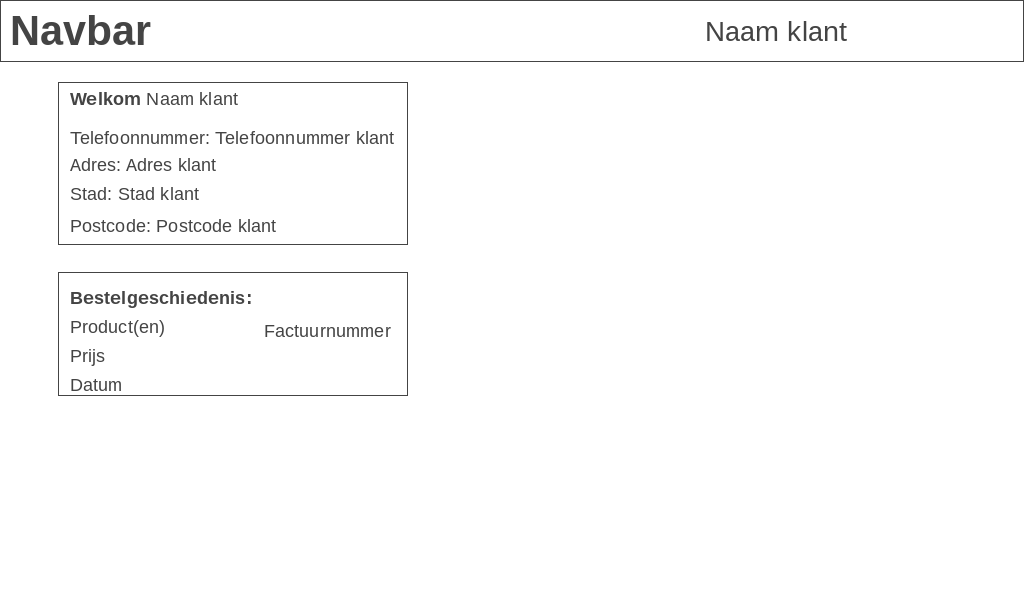 Navbar
Naam klant
Welkom Naam klant
Telefoonnummer: Telefoonnummer klant
Adres: Adres klant
Stad: Stad klant
Postcode: Postcode klant
Bestelgeschiedenis:
Product(en)
Factuurnummer
Prijs
Datum